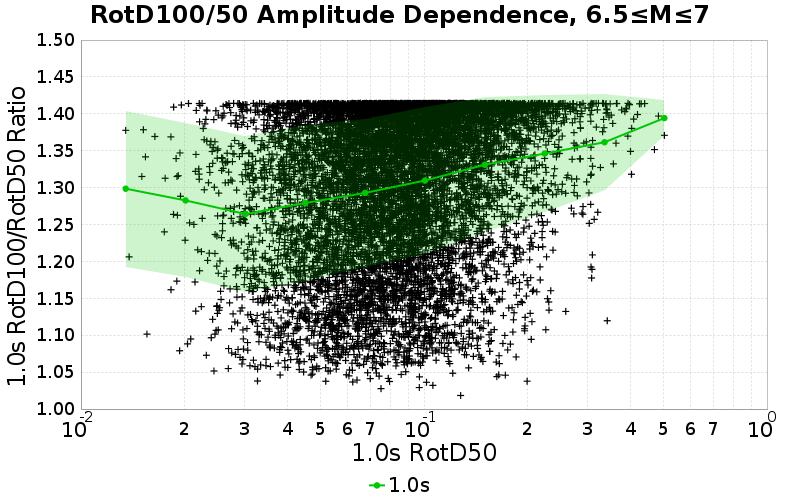 RotD100/50 Amplitude Dependence, 6.5≤M≤7
1.0s RotD100/RotD50 Ratio
1.50
1.45
1.40
1.35
1.30
1.25
1.20
1.15
1.10
1.05
1.00
10-2 2 3 4 5 6 7 10-1 2 3 4 5 6 7 100
1.0s RotD50
1.0s